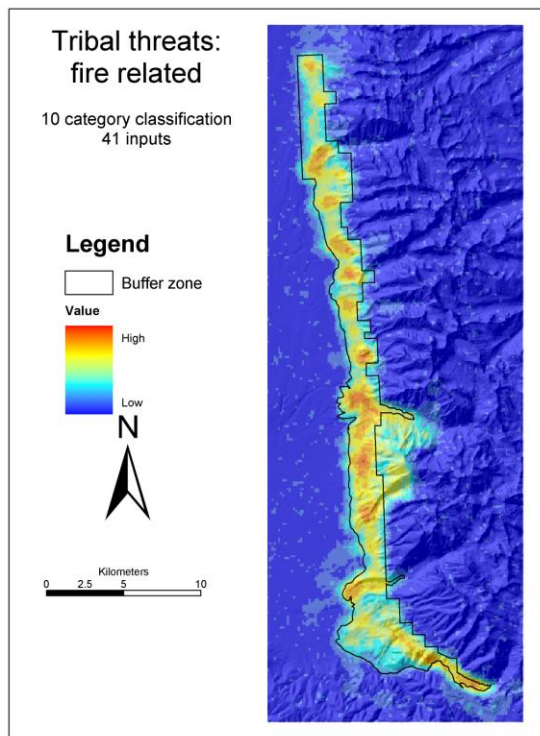 Tribal threats:
fire related
10 category classification
41 inputs
Legend
Buffer zone
Value
High
Low
N
Kilometers
0 2.5 5 10